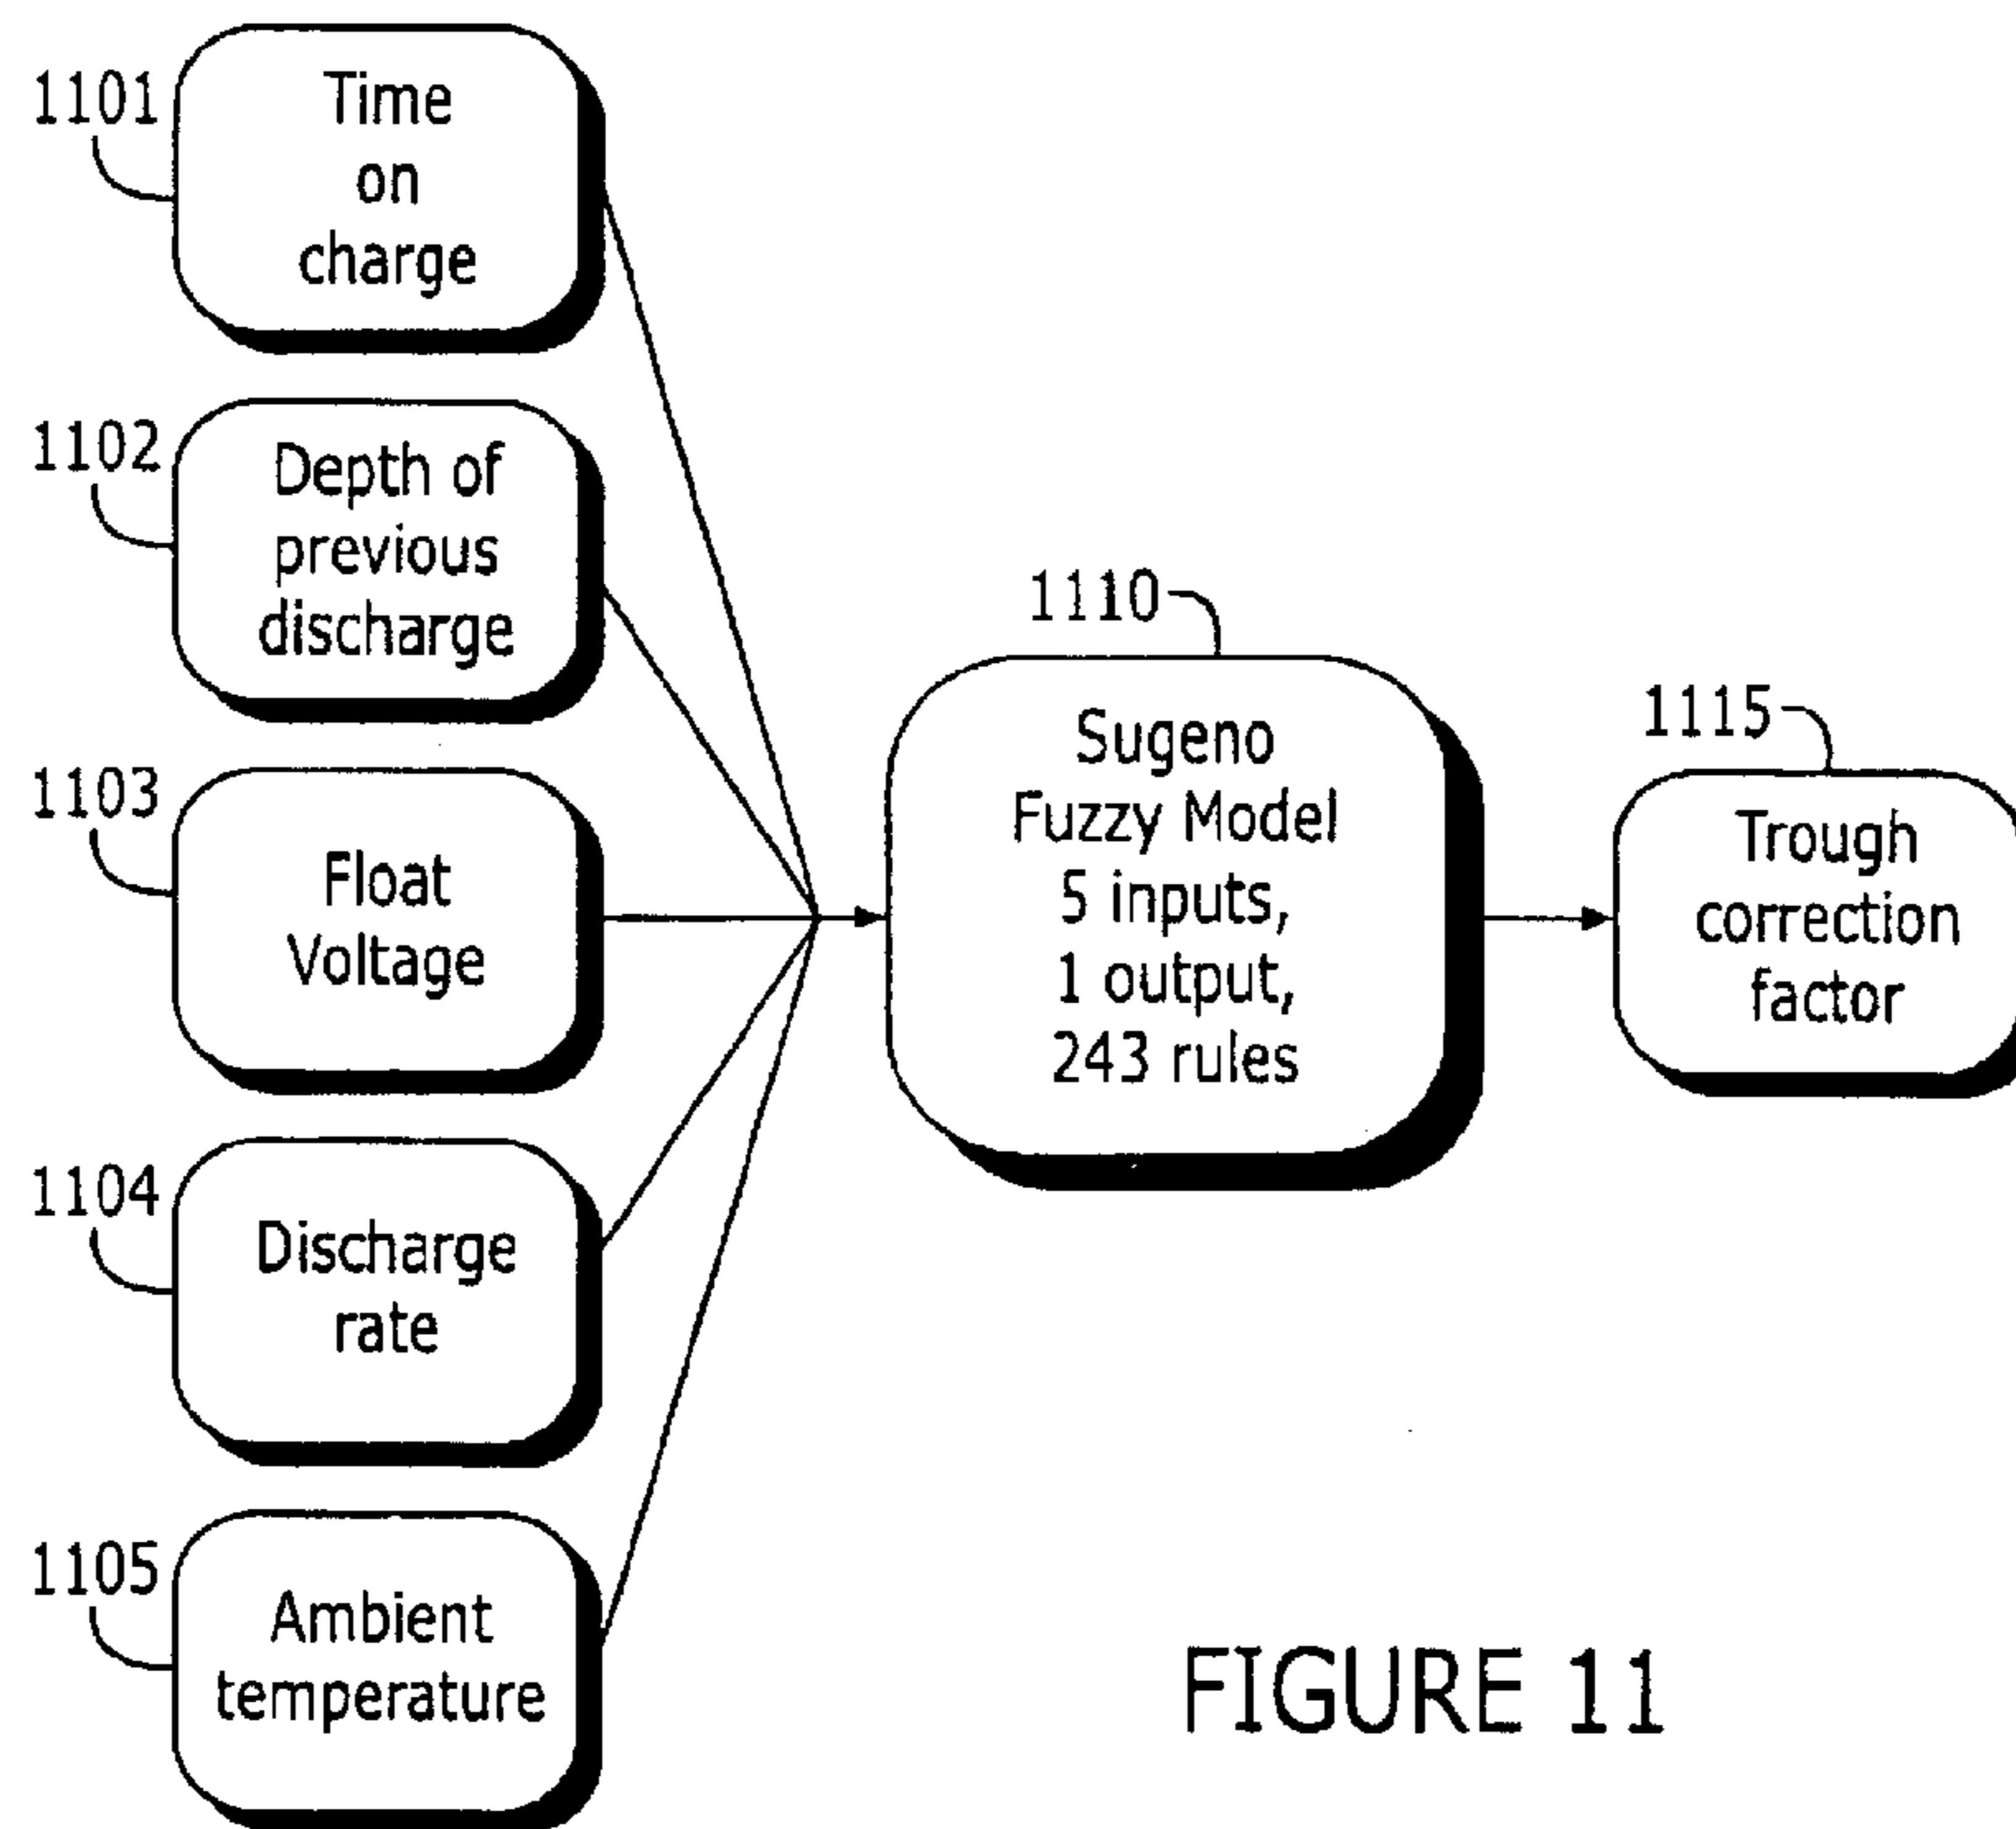 1101
Time
on
charge
1102
Depth of
previous
discharge
1103
Float
Voltage
1104
Discharge
rate
1105
Ambient
temperature
1110
Sugeno
Fuzzy Model
5 inputs,
1 output,
243 rules
1115
Trough
correction
factor
FIGURE 11